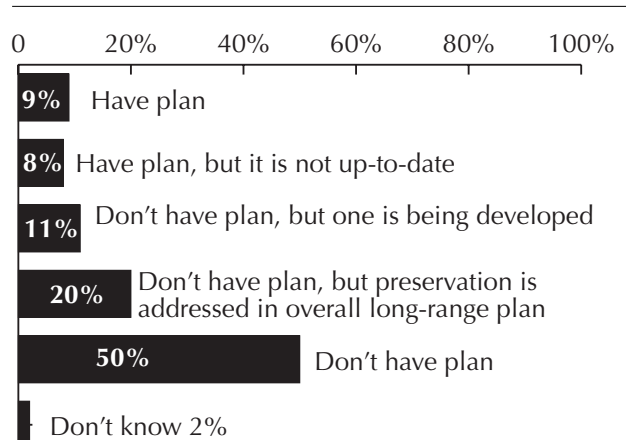 0 20% 40% 60% 80% 100%
9% Have plan
8% Have plan, but it is not up-to-date
11% Don’t have plan, but one is being developed
20% Don’t have plan, but preservation is
addressed in overall long-range plan
50% Don’t have plan
Don’t know 2%